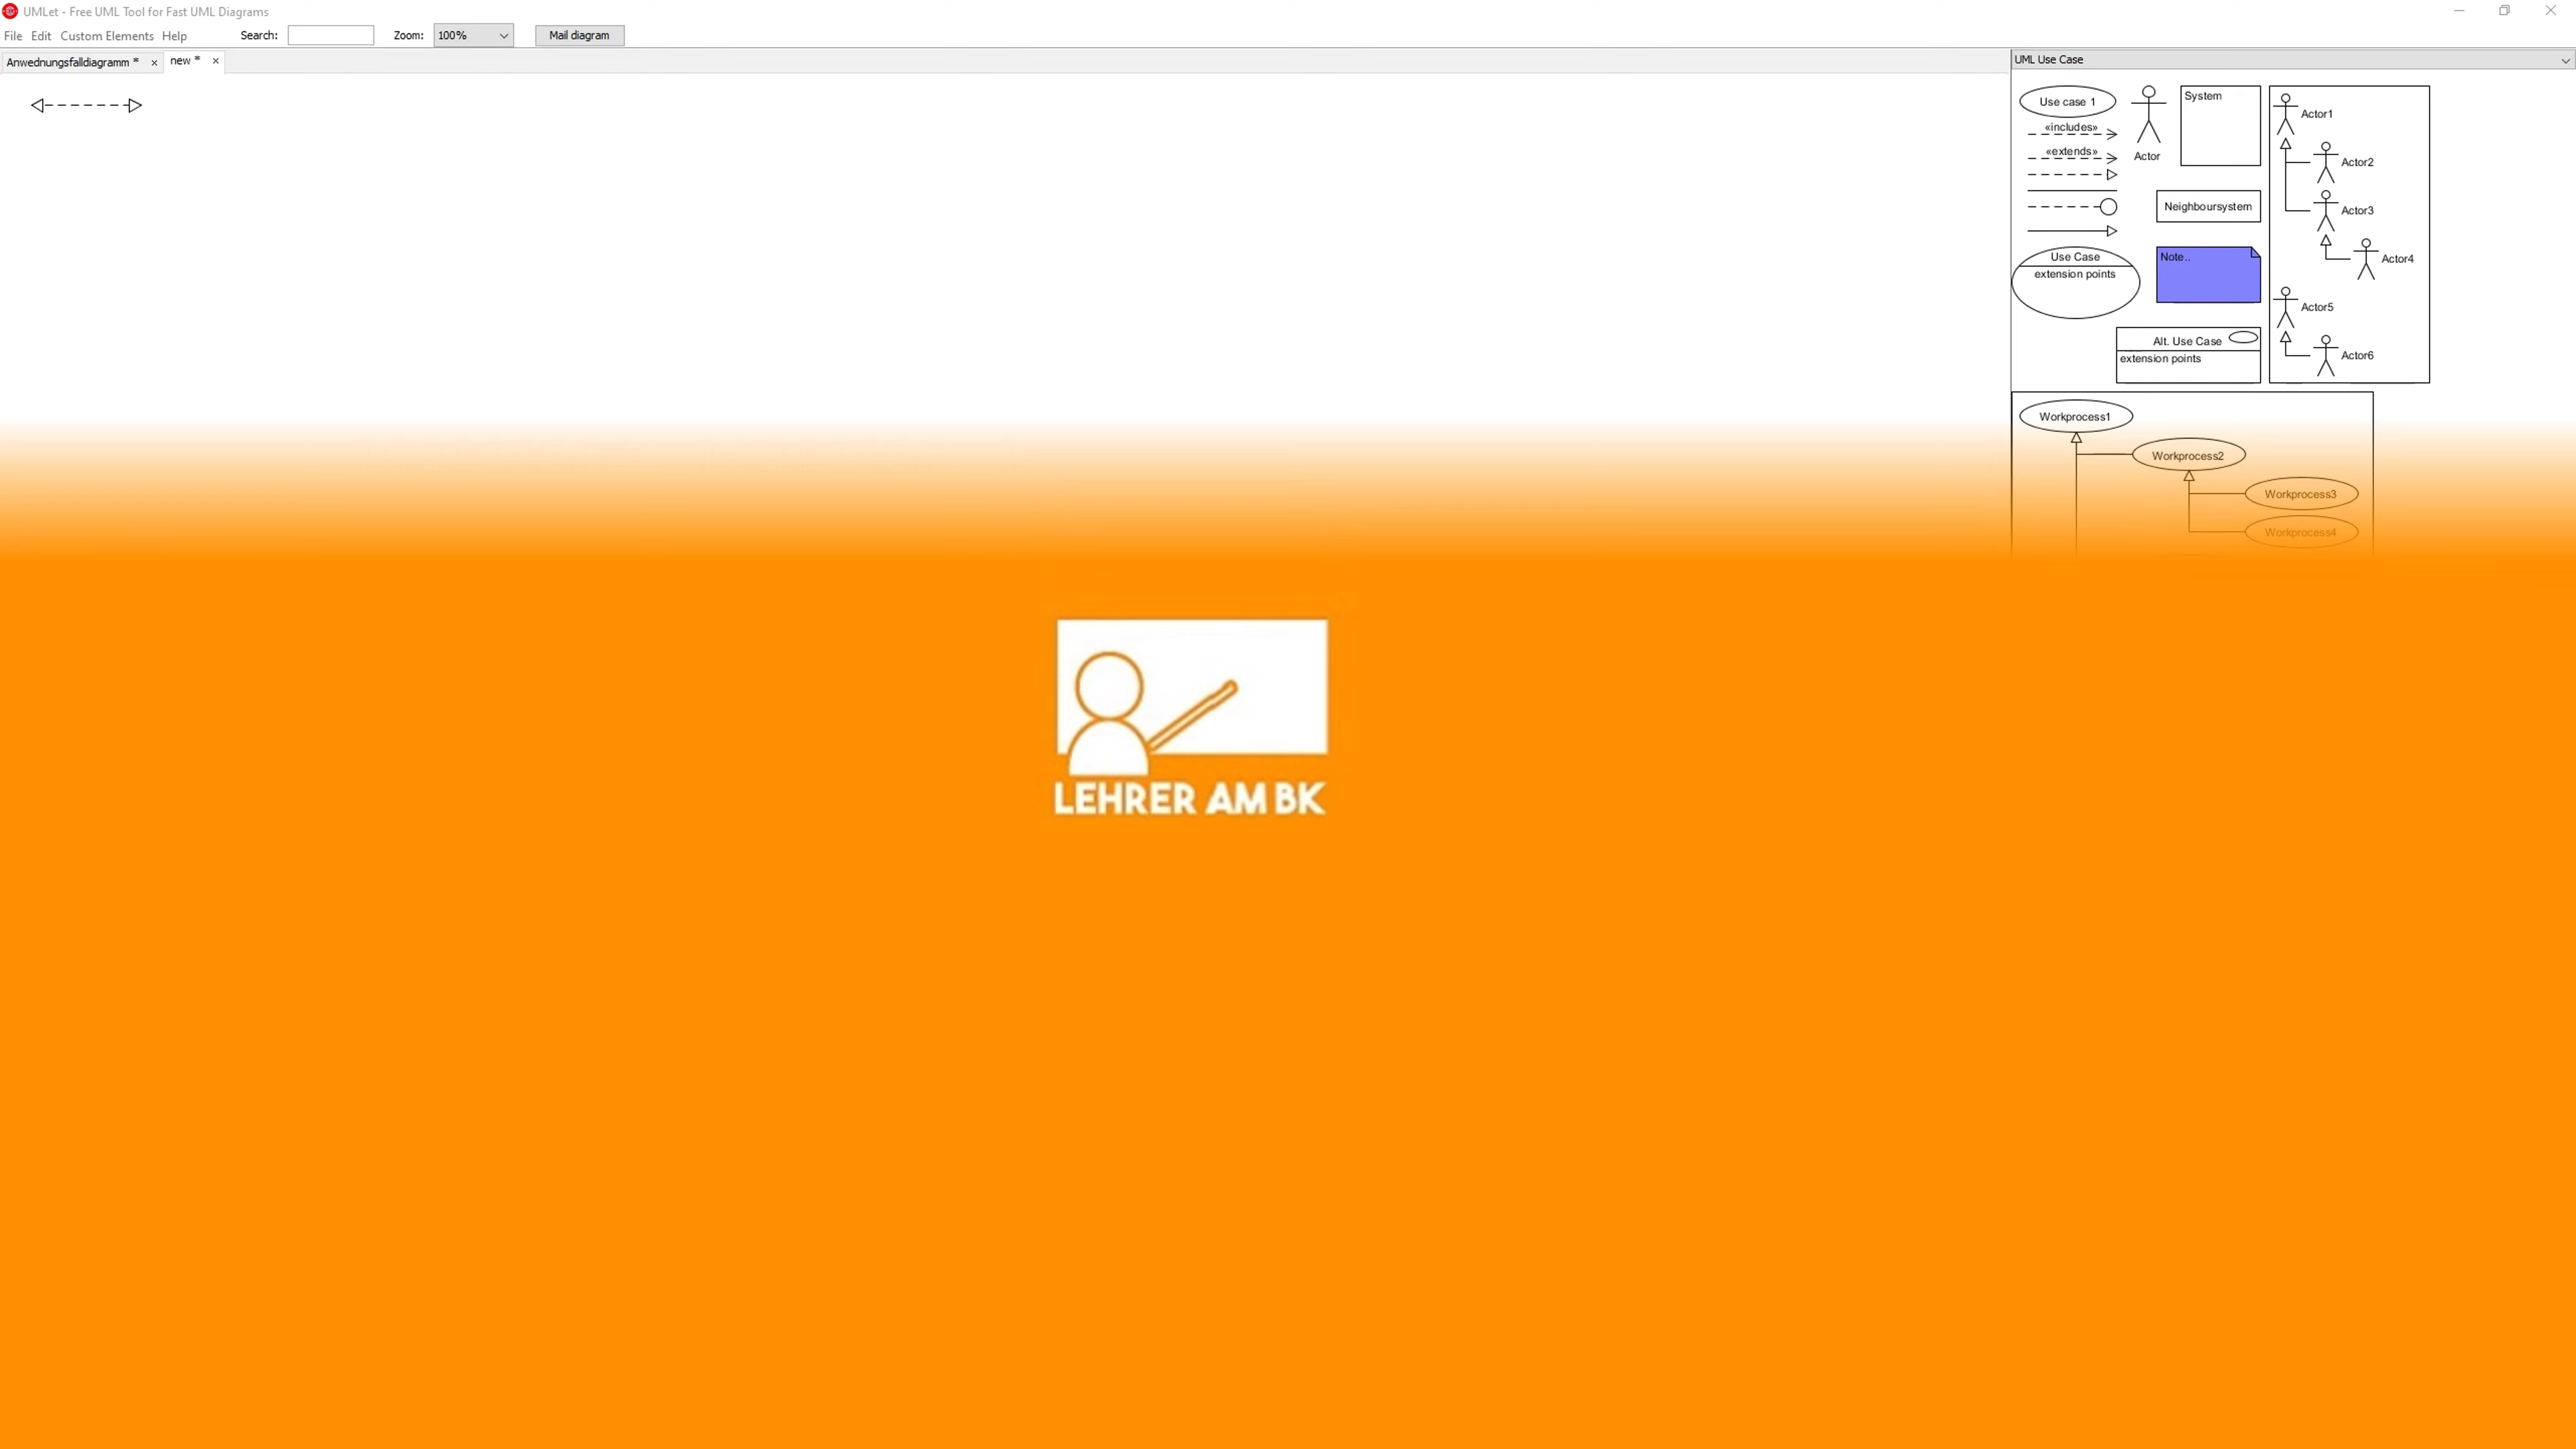 UMLet - Free UML Tool for Fast UML Diagrams
File Edit Custom Elements Help Search: Zoom: 100% Mail diagram
Anwednungsfalldiagramm * x new * x
UML Use Case
Use case 1
«includes»
«extends»
Actor
System
Neighboursystem
Use Case
extension points
Note..
Alt. Use Case
extension points
Actor1
Actor2
Actor3
Actor4
Actor5
Actor6
Workprocess1
Workprocess2
Workprocess3
Workprocess4
LEHRER AM BK